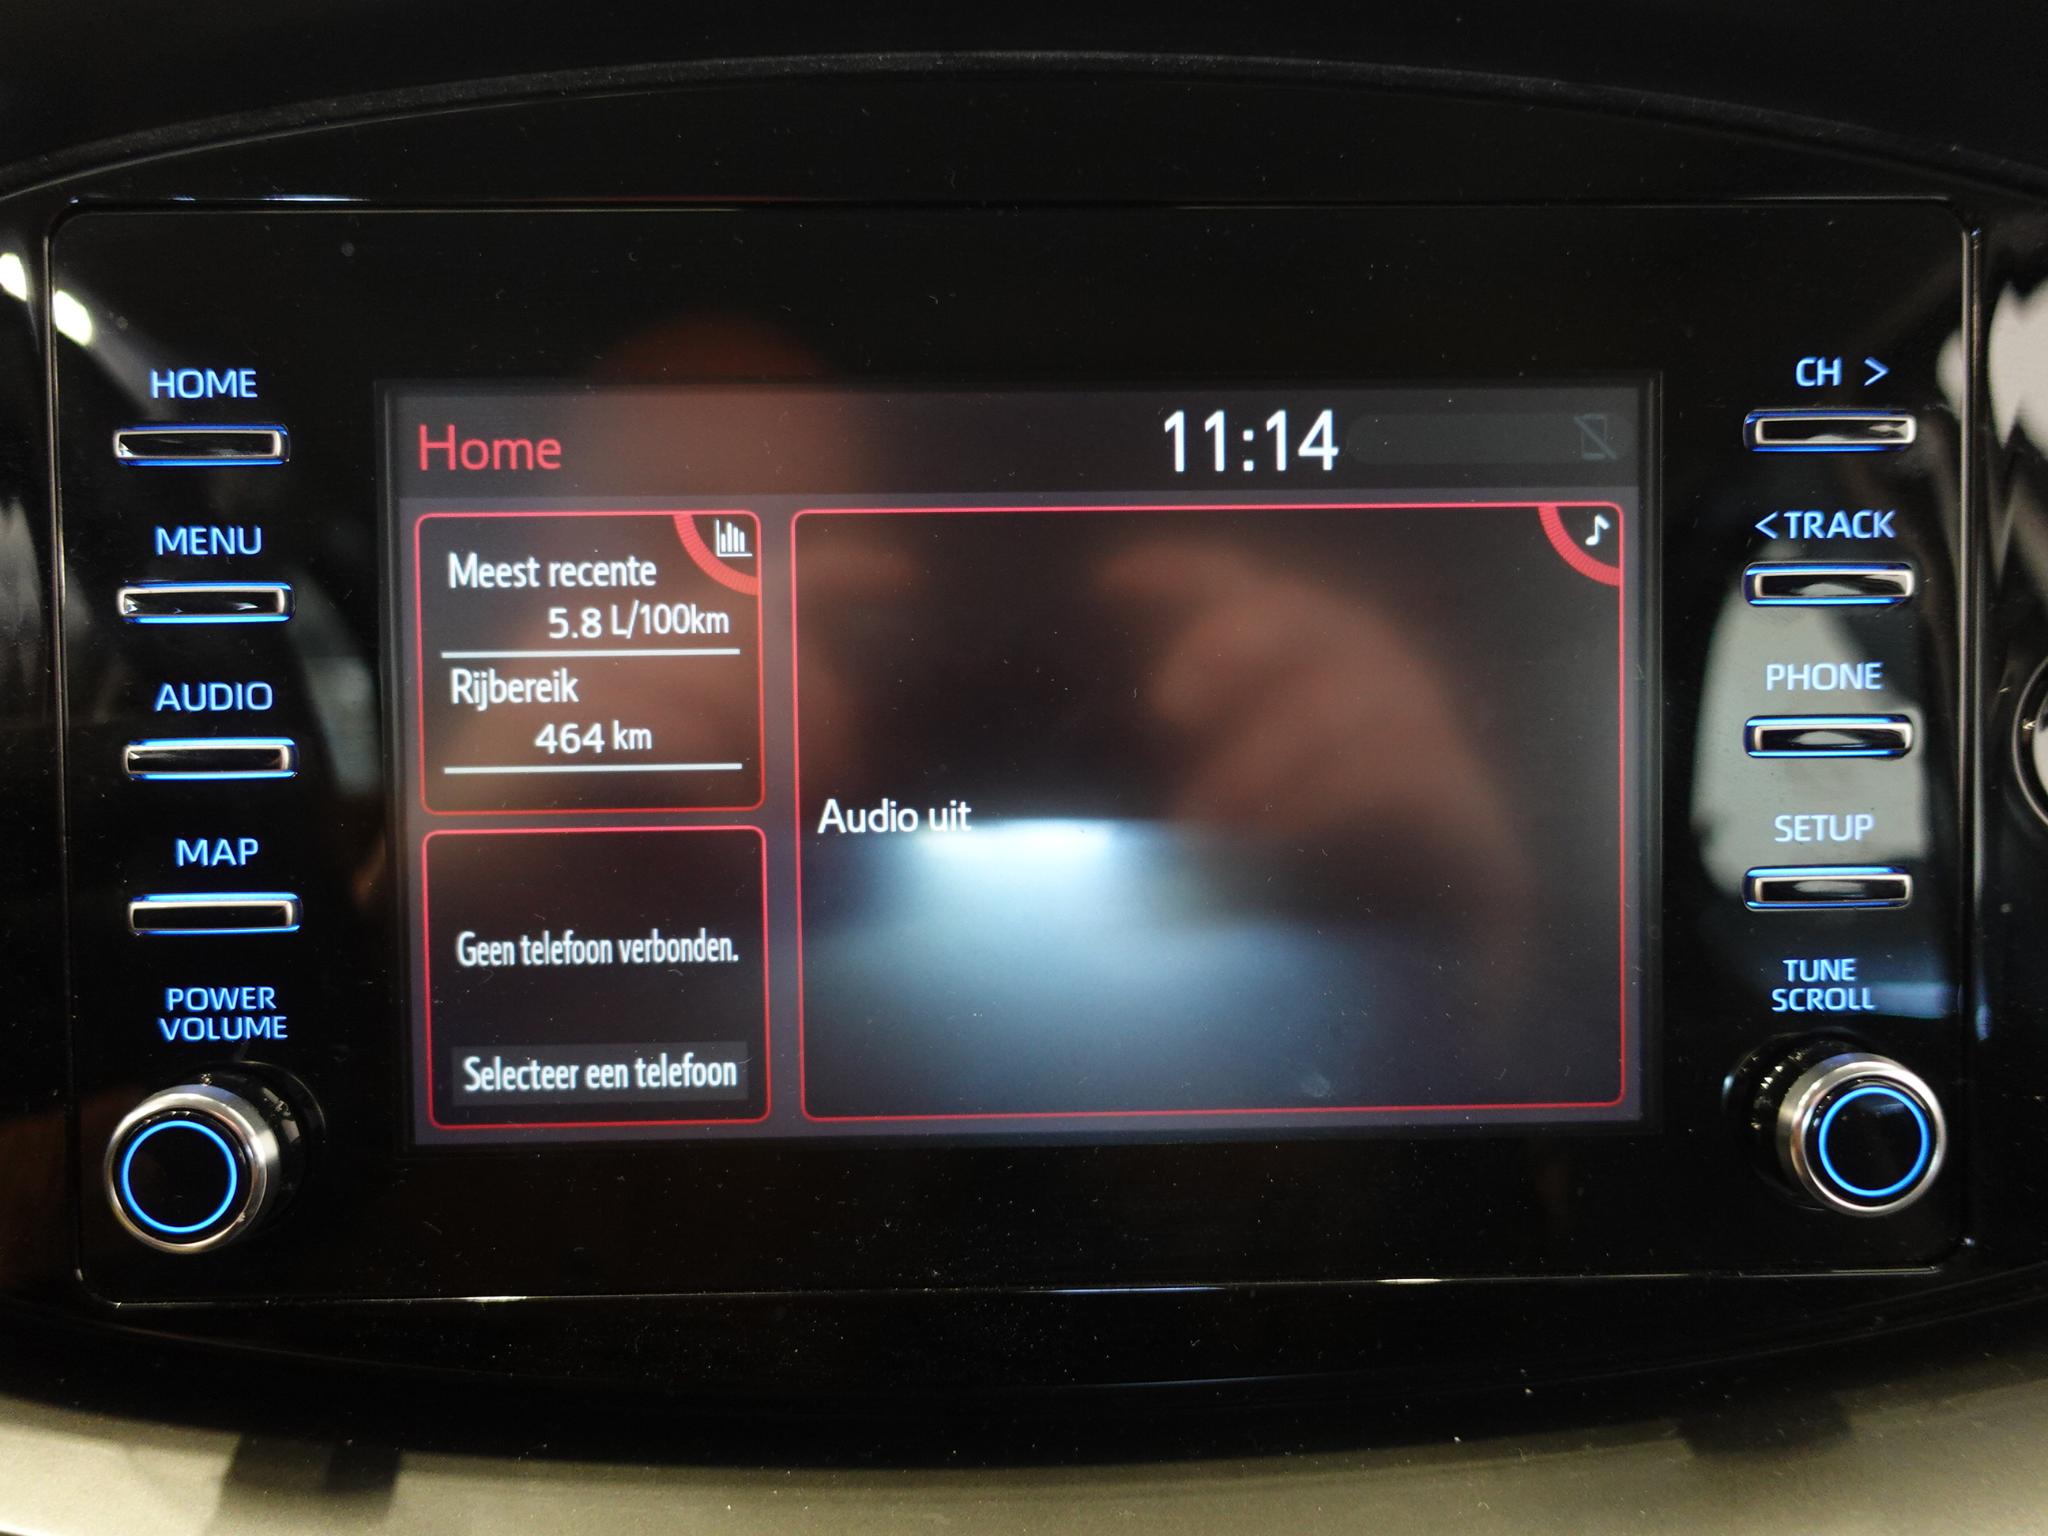 HOME
MENU
AUDIO
MAP
POWER
VOLUME
Home
11:14
Meest recente
5.8 L/100km
Rijbereik
464 km
Geen telefoon verbonden.
Selecteer een telefoon
Audio uit
CH >
<TRACK
PHONE
SETUP
TUNE
SCROLL